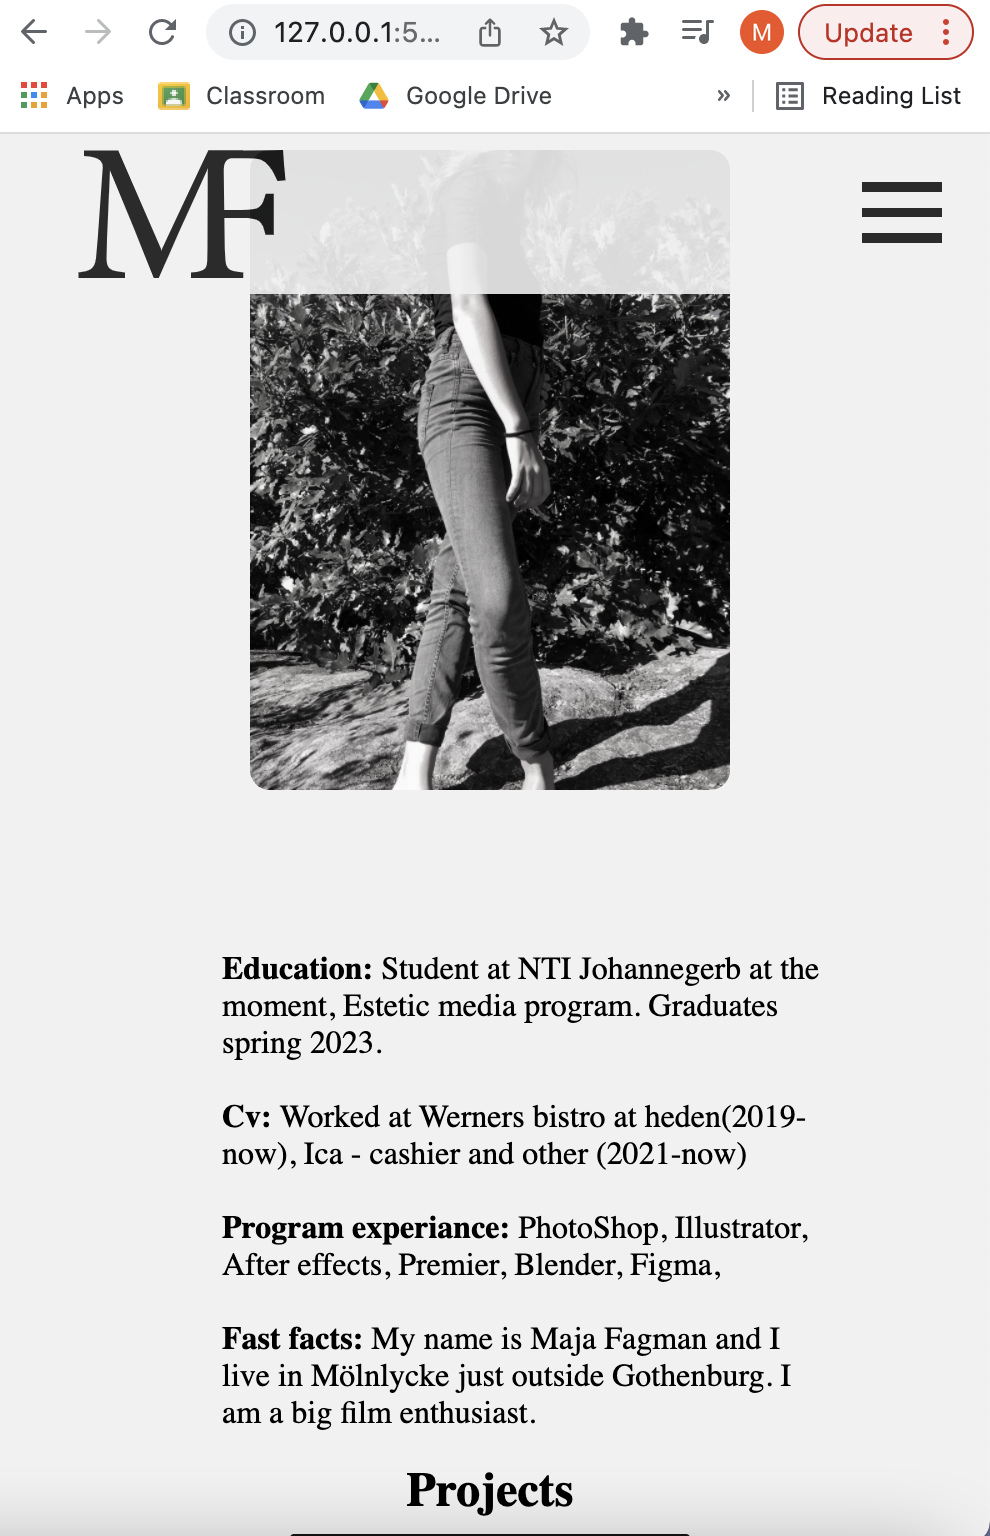 127.0.0.1:5...
M
Update
Apps
Classroom
Google Drive
»
Reading List
MF
Education: Student at NTI Johannegerb at the
moment, Estetic media program. Graduates
spring 2023.
Cv: Worked at Werners bistro at heden(2019-
now), Ica - cashier and other (2021-now)
Program experiance: PhotoShop, Illustrator,
After effects, Premier, Blender, Figma,
Fast facts: My name is Maja Fagman and I
live in Mölnlycke just outside Gothenburg. I
am a big film enthusiast.
Projects